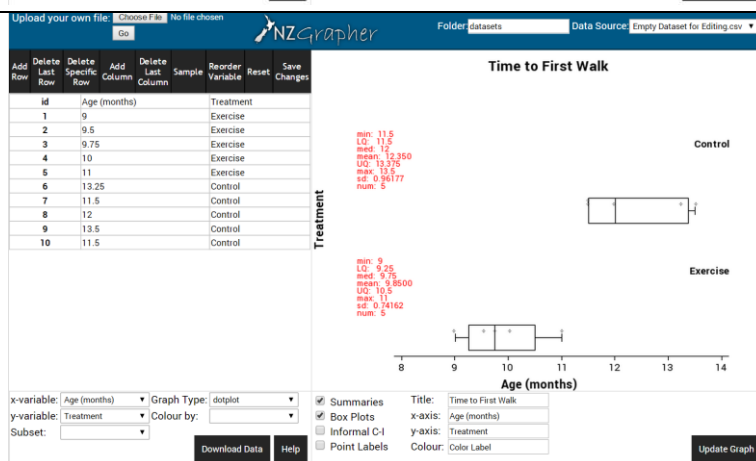 Upload your own file: Choose File No file chosen
Go
NZGrapher
Folder: datasets
Data Source: Empty Dataset for Editing.csv
Add Row
Delete Last Row
Delete Specific Row
Add Column
Delete Last Column
Sample
Reorder Variable
Reset
Save Changes
id Age (months) Treatment
1 9 Exercise
2 9.5 Exercise
3 9.75 Exercise
4 10 Exercise
5 11 Exercise
6 13.25 Control
7 11.5 Control
8 12 Control
9 13.5 Control
10 11.5 Control
Time to First Walk
Treatment
min: 11.5
LQ: 11.5
med: 12
mean: 12.350
UQ: 13.375
max: 13.5
sd: 0.96177
num: 5
Control
min: 9
LQ: 9.25
med: 9.75
mean: 9.8500
UQ: 10.5
max: 11
sd: 0.74162
num: 5
Exercise
8 9 10 11 12 13 14
Age (months)
x-variable: Age (months) Graph Type: dotplot
y-variable: Treatment Colour by:
Subset:
Download Data
Help
Summaries
Box Plots
Informal C-I
Point Labels
Title: Time to First Walk
x-axis: Age (months)
y-axis: Treatment
Colour: Color Label
Update Graph